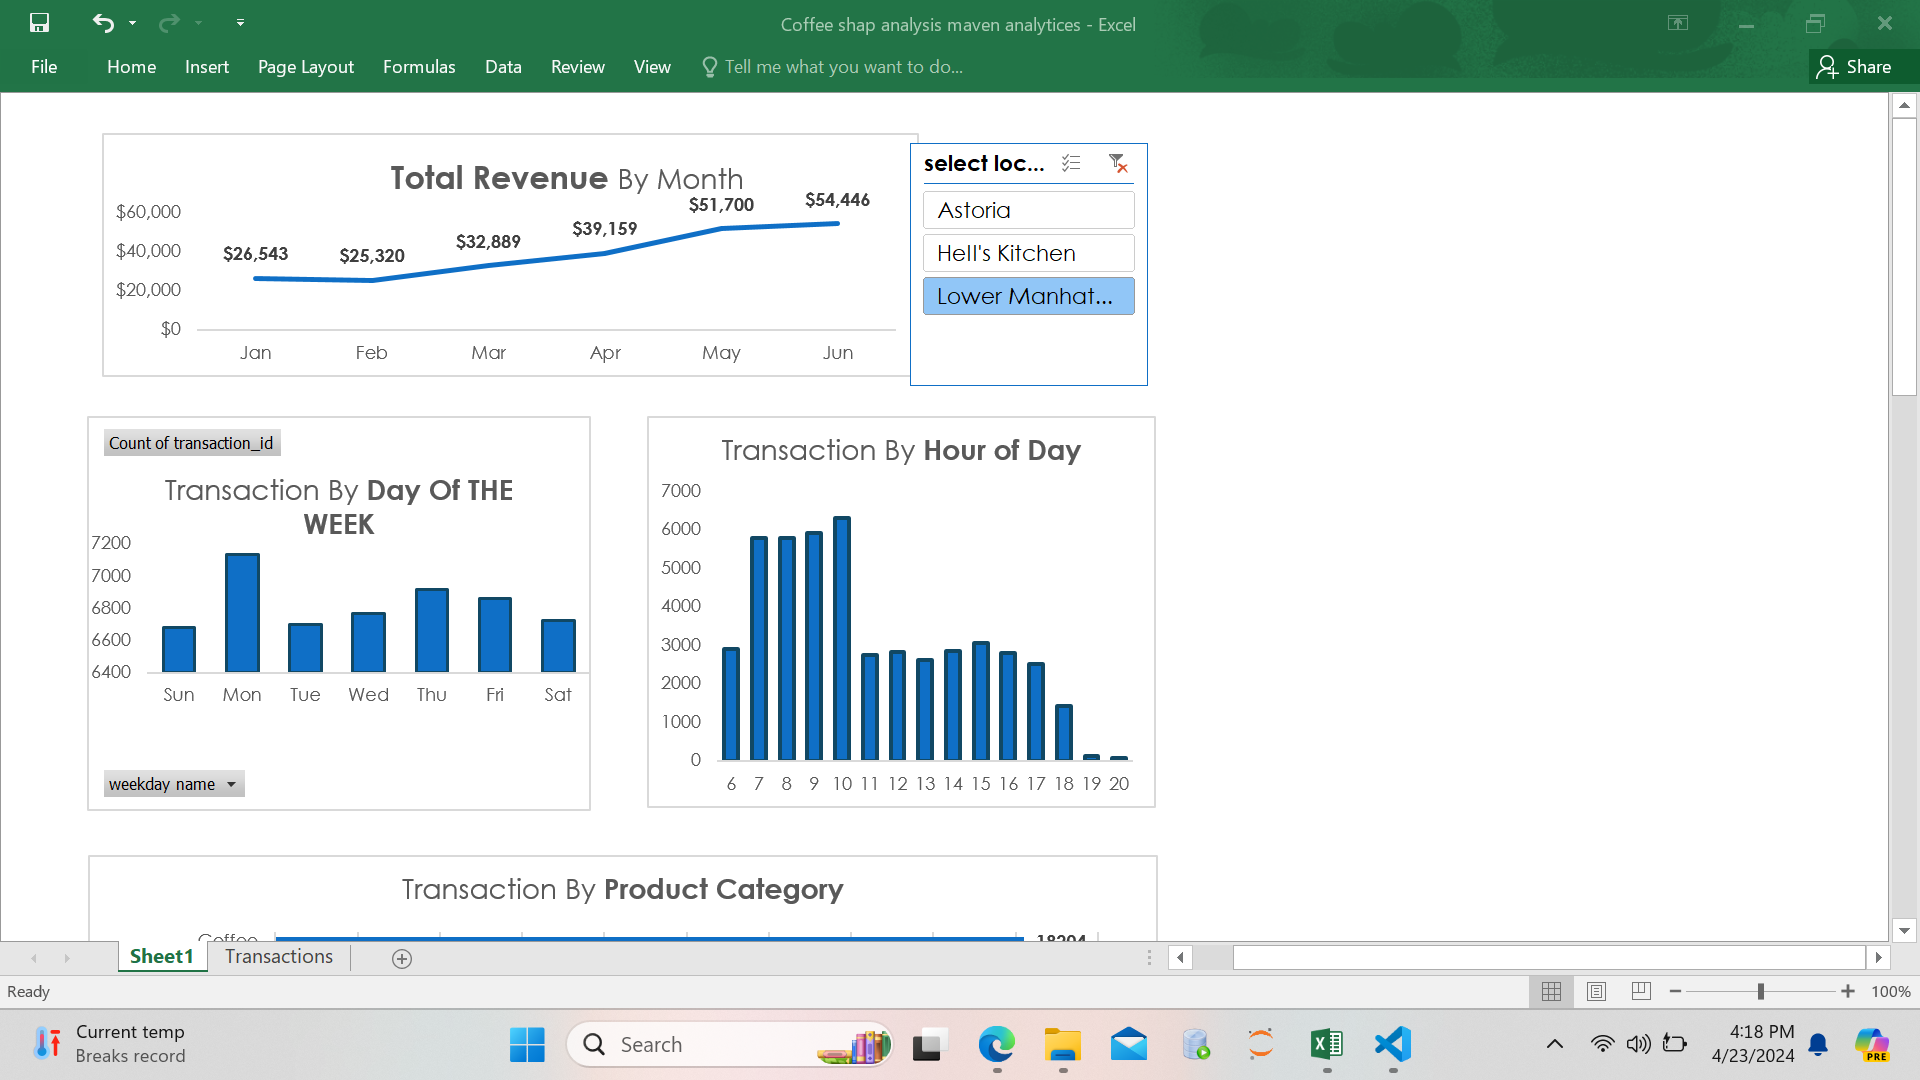 Coffee shap analysis maven analytices - Excel
File Home Insert Page Layout Formulas Data Review View Tell me what you want to do... Share
Total Revenue By Month
$60,000
$40,000
$20,000
$0
$26,543 $25,320 $32,889 $39,159 $51,700 $54,446
Jan Feb Mar Apr May Jun
select loc...
Astoria
Hell's Kitchen
Lower Manhat...
Count of transaction_id
Transaction By Day Of THE
WEEK
7200
7000
6800
6600
6400
Sun Mon Tue Wed Thu Fri Sat
weekday name
Transaction By Hour of Day
7000
6000
5000
4000
3000
2000
1000
0
6 7 8 9 10 11 12 13 14 15 16 17 18 19 20
Transaction By Product Category
Coffee 18204
Sheet1 Transactions
Ready 100%
Current temp
Breaks record
Search
4:18 PM
4/23/2024
PRE